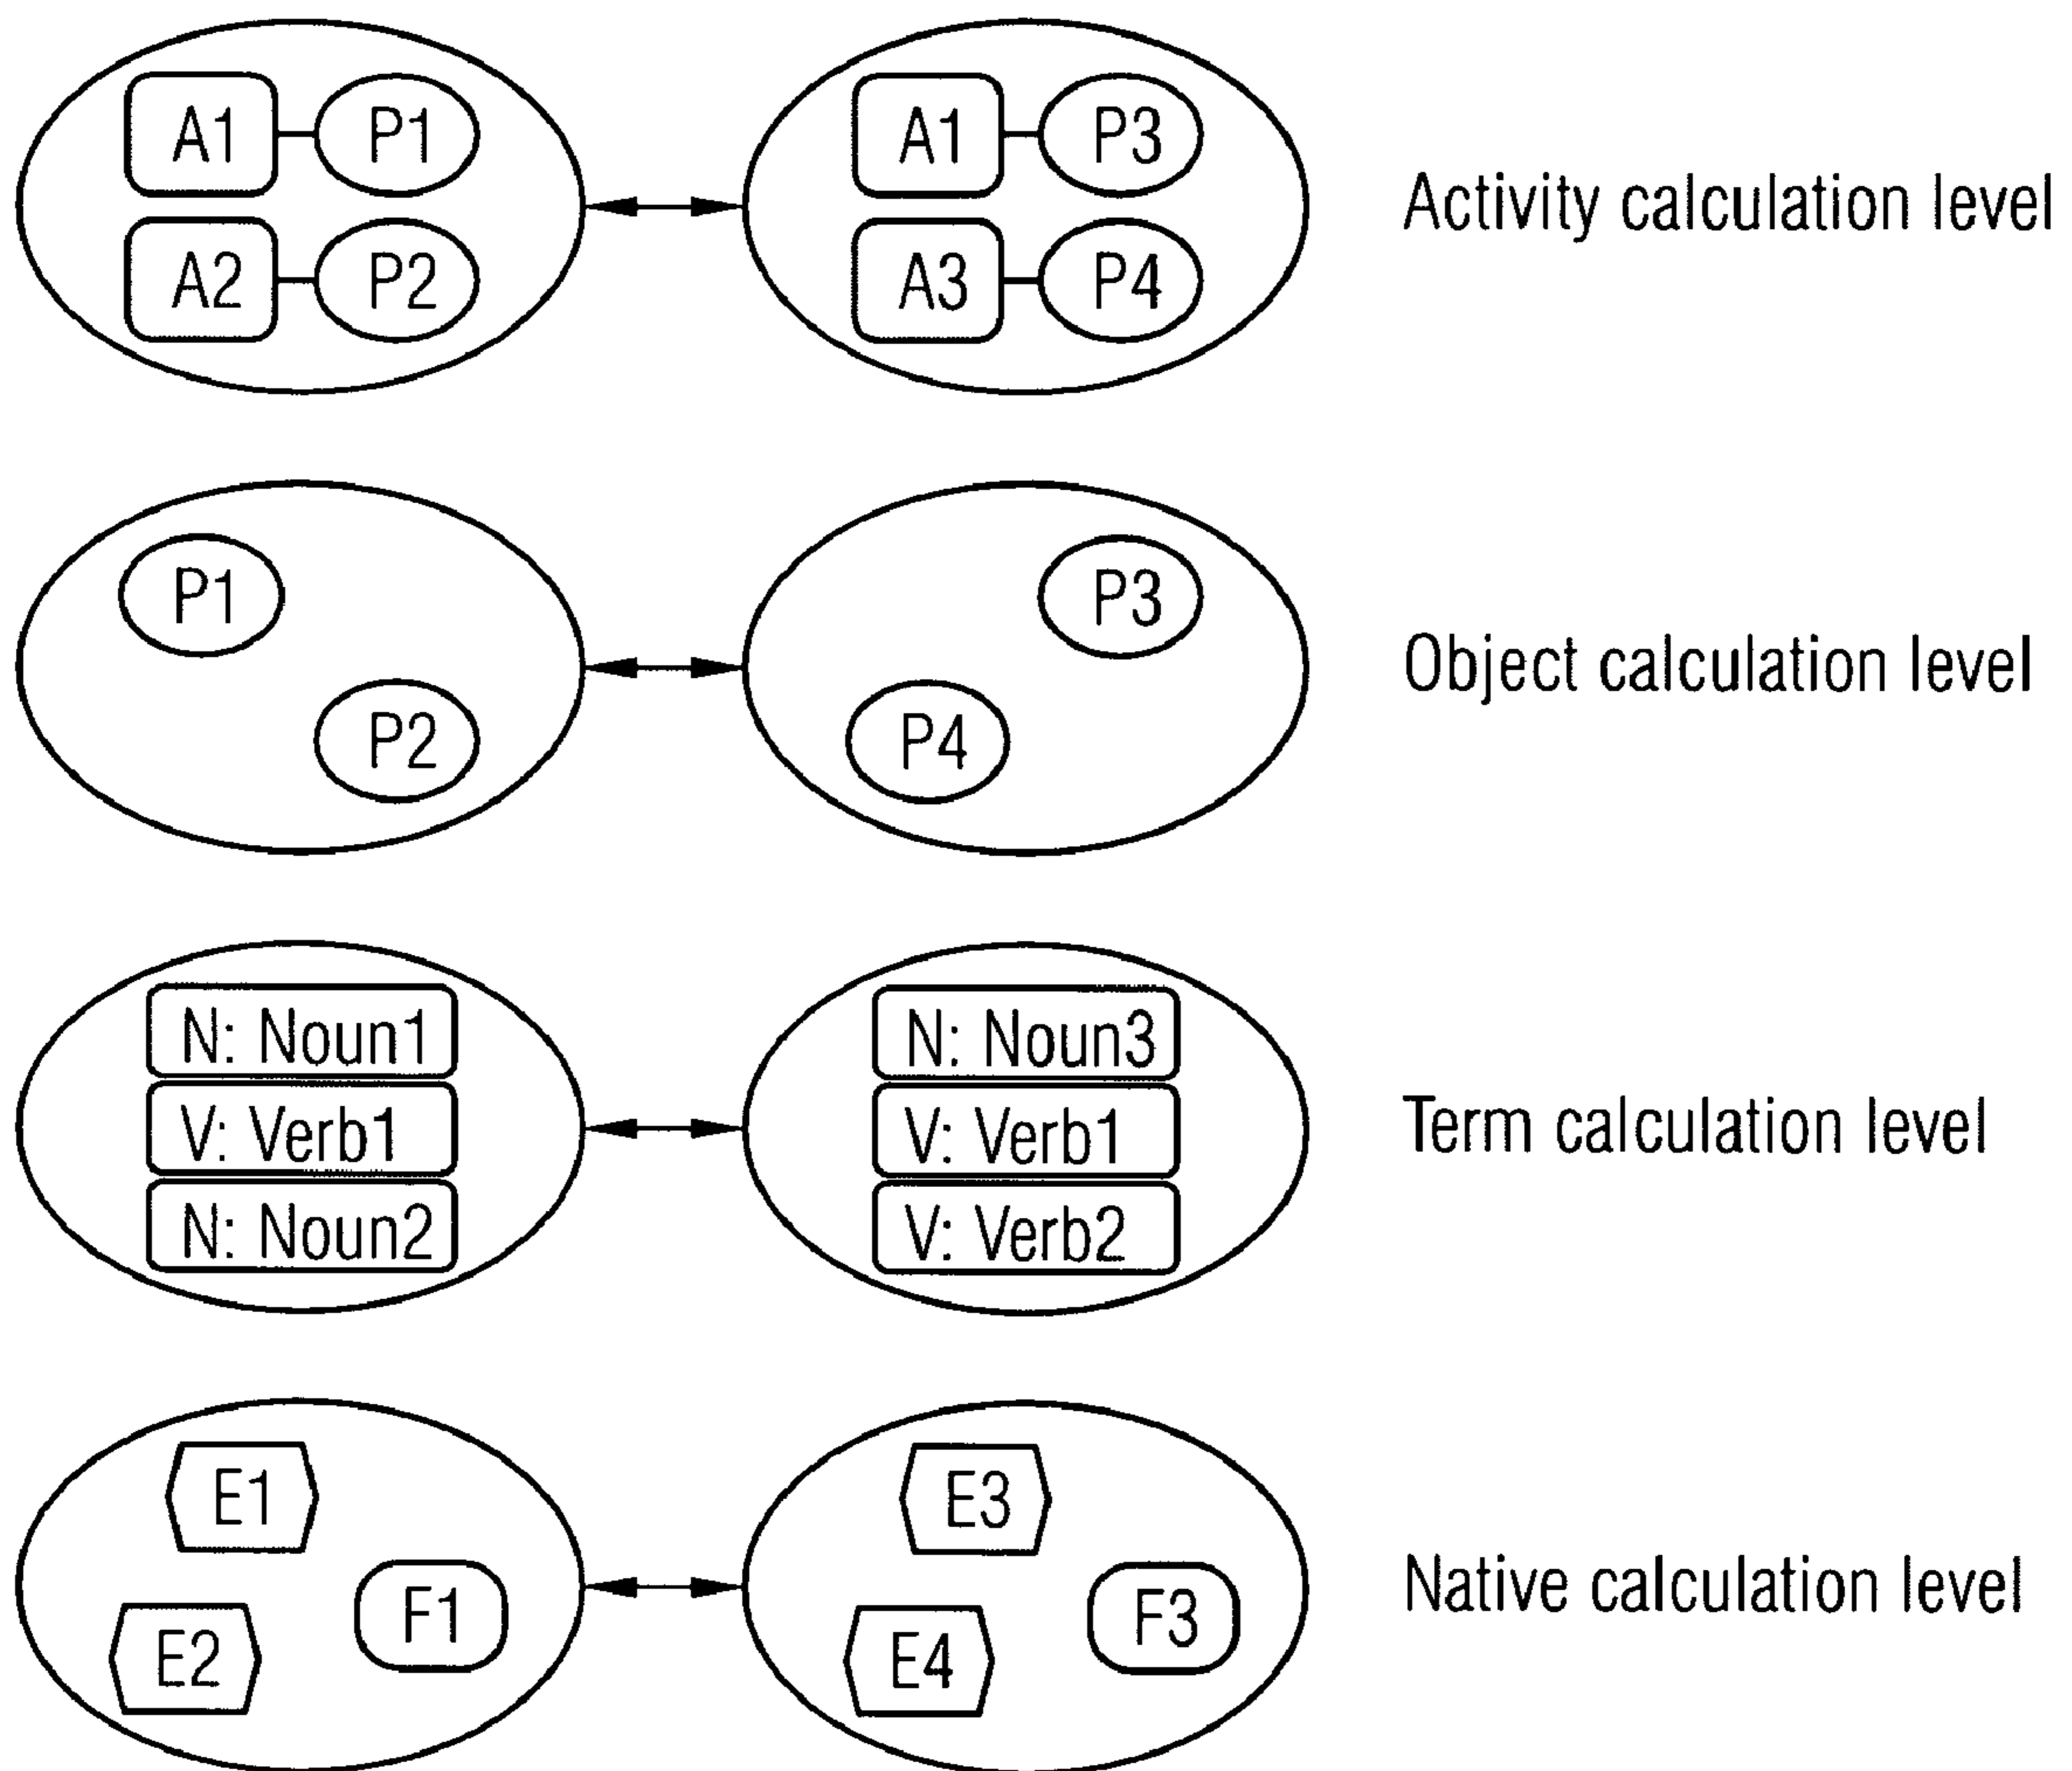 A1 P1 A1 P3
Activity calculation level
A2 P2 A3 P4
P1 P3
Object calculation level
P2 P4
N: Noun1 N: Noun3
V: Verb1 V: Verb1
Term calculation level
N: Noun2 V: Verb2
E1 E3
F1 F3
Native calculation level
E2 E4